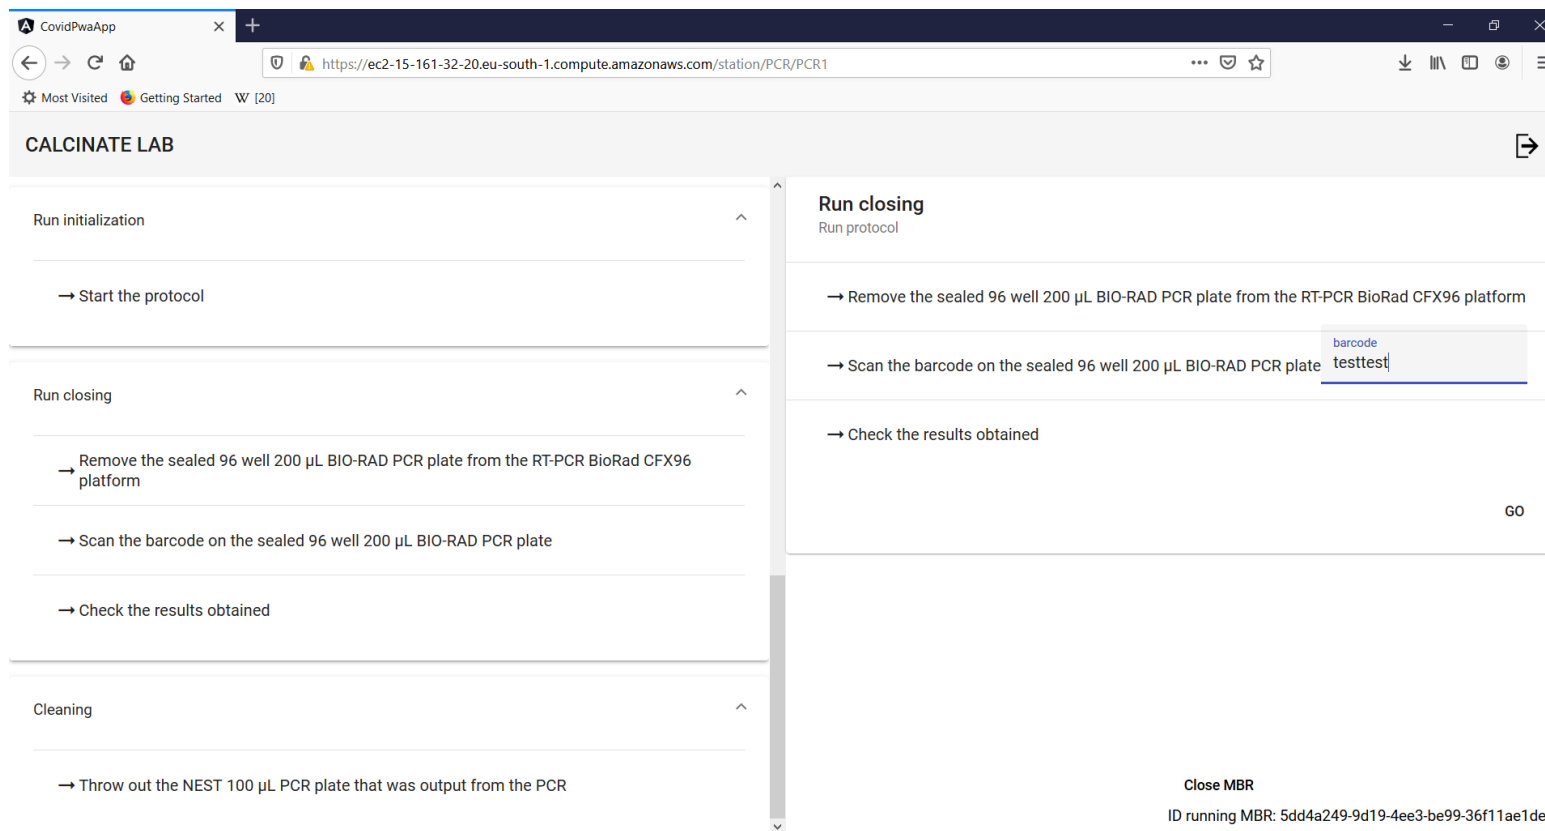 CovidPwaApp
https://ec2-15-161-32-20.eu-south-1.compute.amazonaws.com/station/PCR/PCR1
Most Visited Getting Started W [20]
CALCINATE LAB
Run initialization
Start the protocol
Run closing
Remove the sealed 96 well 200 µL BIO-RAD PCR plate from the RT-PCR BioRad CFX96
platform
Scan the barcode on the sealed 96 well 200 µL BIO-RAD PCR plate
Check the results obtained
Cleaning
Throw out the NEST 100 µL PCR plate that was output from the PCR
Run closing
Run protocol
Remove the sealed 96 well 200 µL BIO-RAD PCR plate from the RT-PCR BioRad CFX96 platform
barcode
Scan the barcode on the sealed 96 well 200 µL BIO-RAD PCR plate testtest
Check the results obtained
GO
Close MBR
ID running MBR: 5dd4a249-9d19-4ee3-be99-36f11ae1de